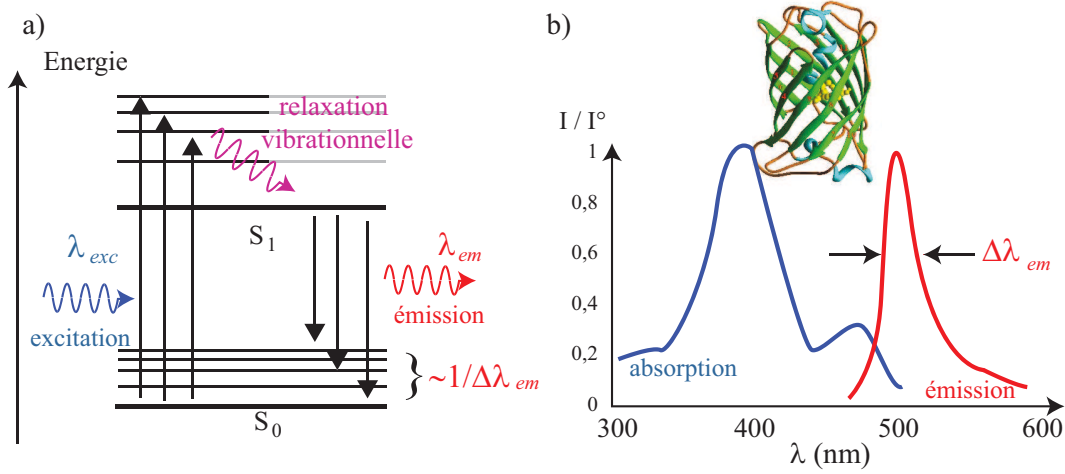 a)
Energie
relaxation
vibrationnelle
S1
λexc
excitation
λem
émission
~1/Δλem
S0
b)
I / I°
1
0,8
0,6
0,4
0,2
0
Δλem
absorption
émission
300
400
500
600
λ (nm)